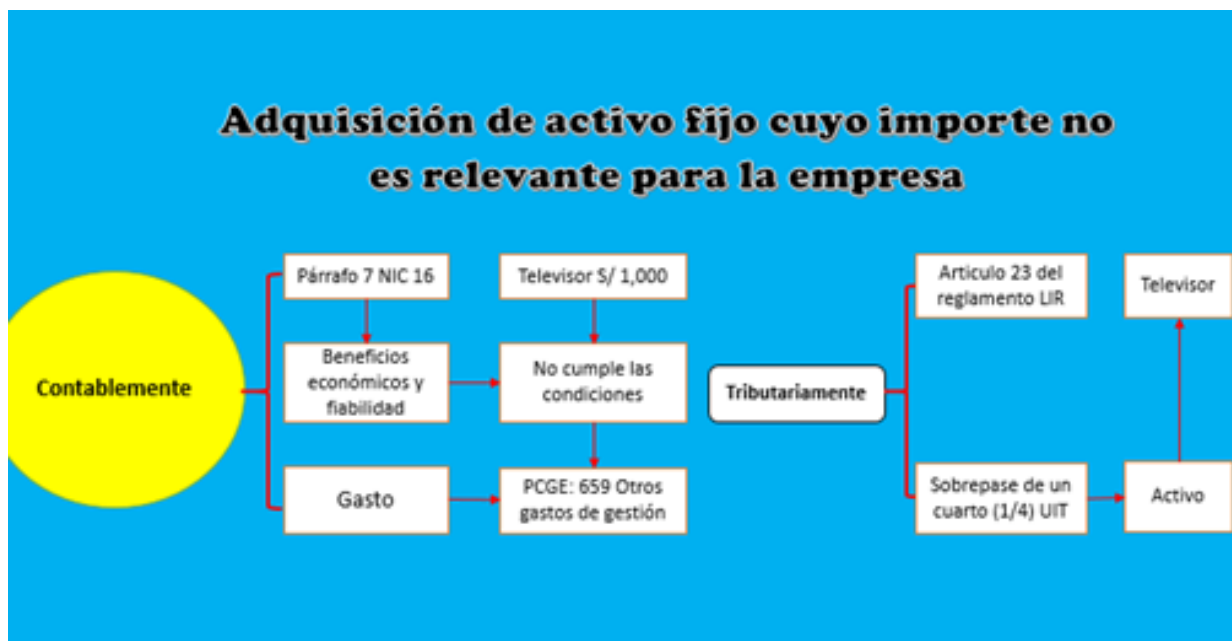 Adquisición de activo fijo cuyo importe no
es relevante para la empresa
Contablemente
Párrafo 7 NIC 16
Beneficios
económicos y
fiabilidad
Gasto
Televisor S/ 1,000
No cumple las
condiciones
PCGE: 659 Otros
gastos de gestión
Tributariamente
Articulo 23 del
reglamento LIR
Sobrepase de un
cuarto (1/4) UIT
Televisor
Activo